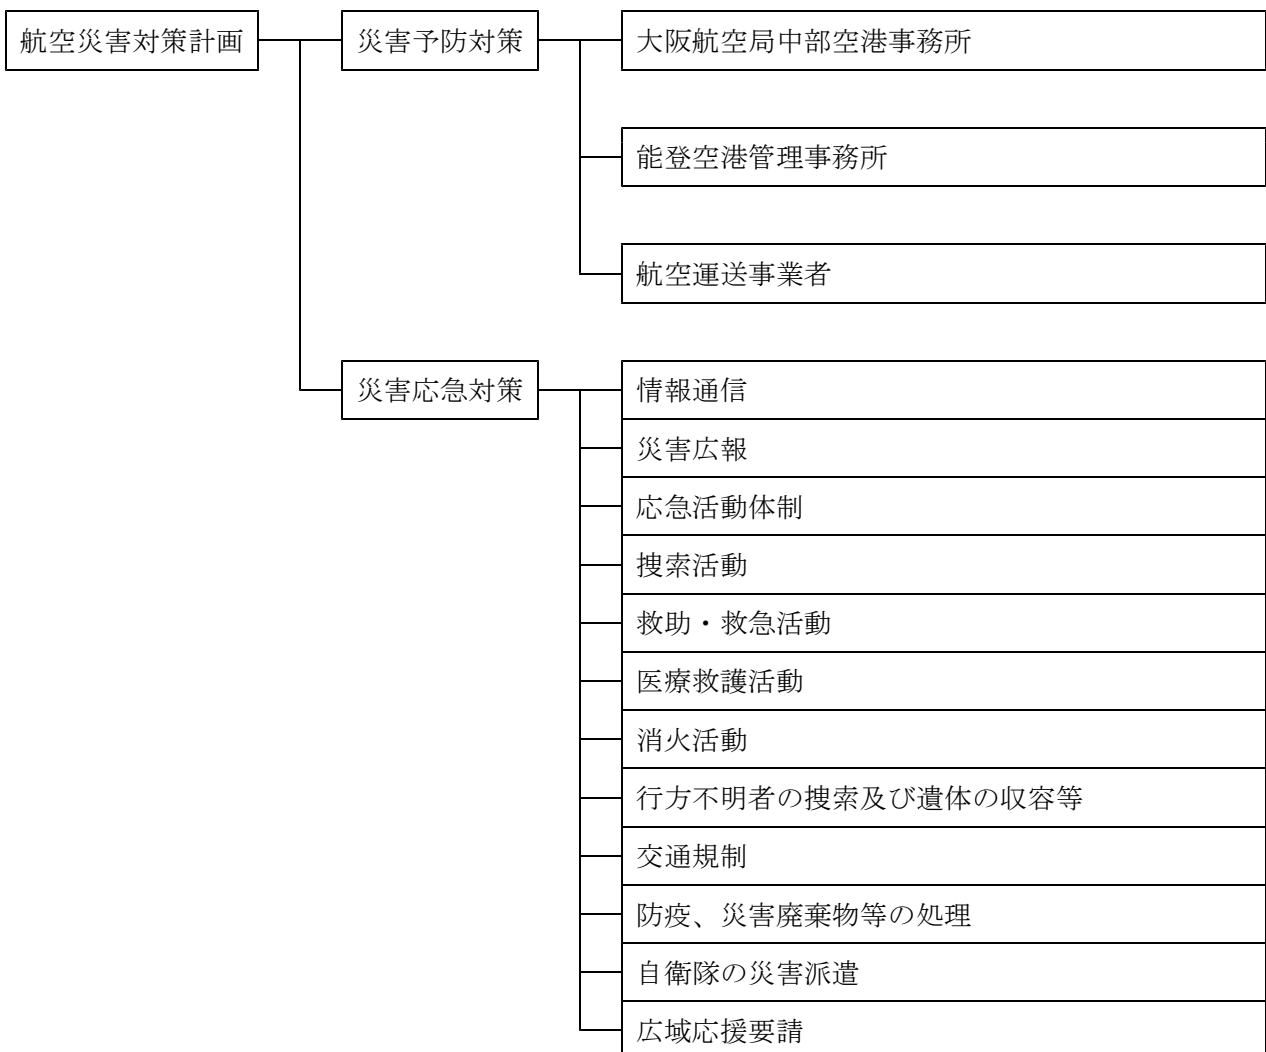 航空災害対策計画
災害予防対策
大阪航空局中部空港事務所
能登空港管理事務所
航空運送事業者
災害応急対策
情報通信
災害広報
応急活動体制
捜索活動
救助・救急活動
医療救護活動
消火活動
行方不明者の捜索及び遺体の収容等
交通規制
防疫、災害廃棄物等の処理
自衛隊の災害派遣
広域応援要請